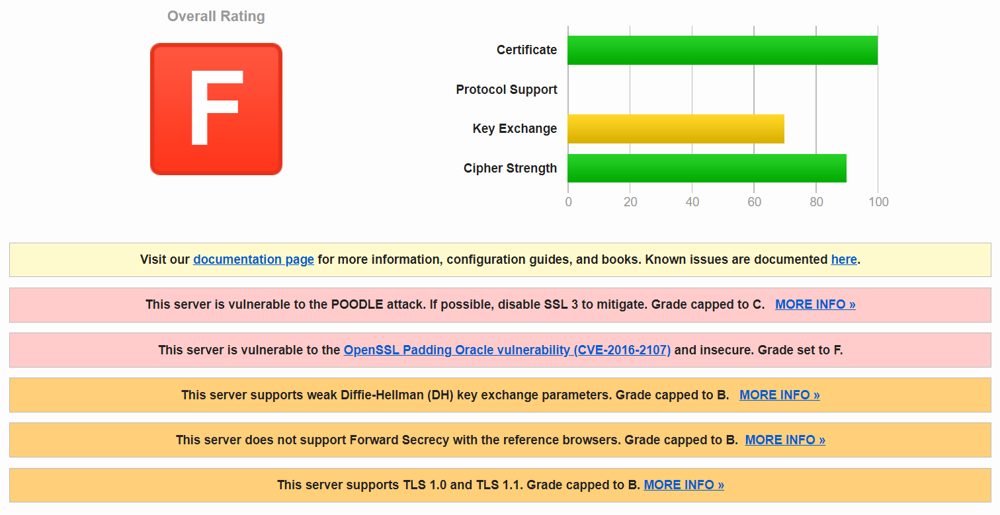 Overall Rating
F
Certificate
Protocol Support
Key Exchange
Cipher Strength
0 20 40 60 80 100
Visit our documentation page for more information, configuration guides, and books. Known issues are documented here.
This server is vulnerable to the POODLE attack. If possible, disable SSL 3 to mitigate. Grade capped to C. MORE INFO »
This server is vulnerable to the OpenSSL Padding Oracle vulnerability (CVE-2016-2107) and insecure. Grade set to F.
This server supports weak Diffie-Hellman (DH) key exchange parameters. Grade capped to B. MORE INFO »
This server does not support Forward Secrecy with the reference browsers. Grade capped to B. MORE INFO »
This server supports TLS 1.0 and TLS 1.1. Grade capped to B. MORE INFO »